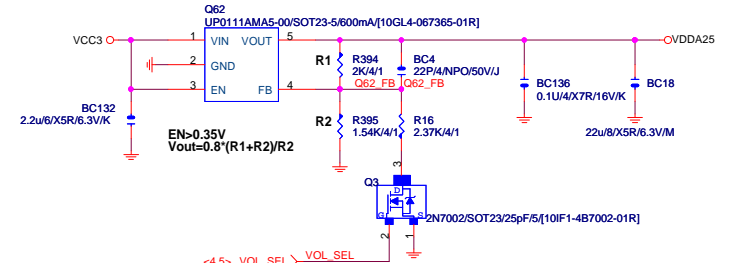 Q62
UP0111AMA5-00/SOT23-5/600mA/[10GL4-067365-01R]
VCC3
1
VIN
VOUT
5
VDDA25
2
GND
R1
R394
2K/4/1
BC4
22P/4/NPO/50V/J
3
EN
FB
4
Q62_FB
Q62_FB
BC136
0.1U/4/X7R/16V/K
BC18
22u/8/X5R/6.3V/M
BC132
2.2u/6/X5R/6.3V/K
EN>0.35V
Vout=0.8*(R1+R2)/R2
R2
R395
1.54K/4/1
R16
2.37K/4/1
3
Q3
D
G
S
2N7002/SOT23/25pF/5/[10IF1-4B7002-01R]
2
1
<4,5>
VOL_SEL
VOL_SEL